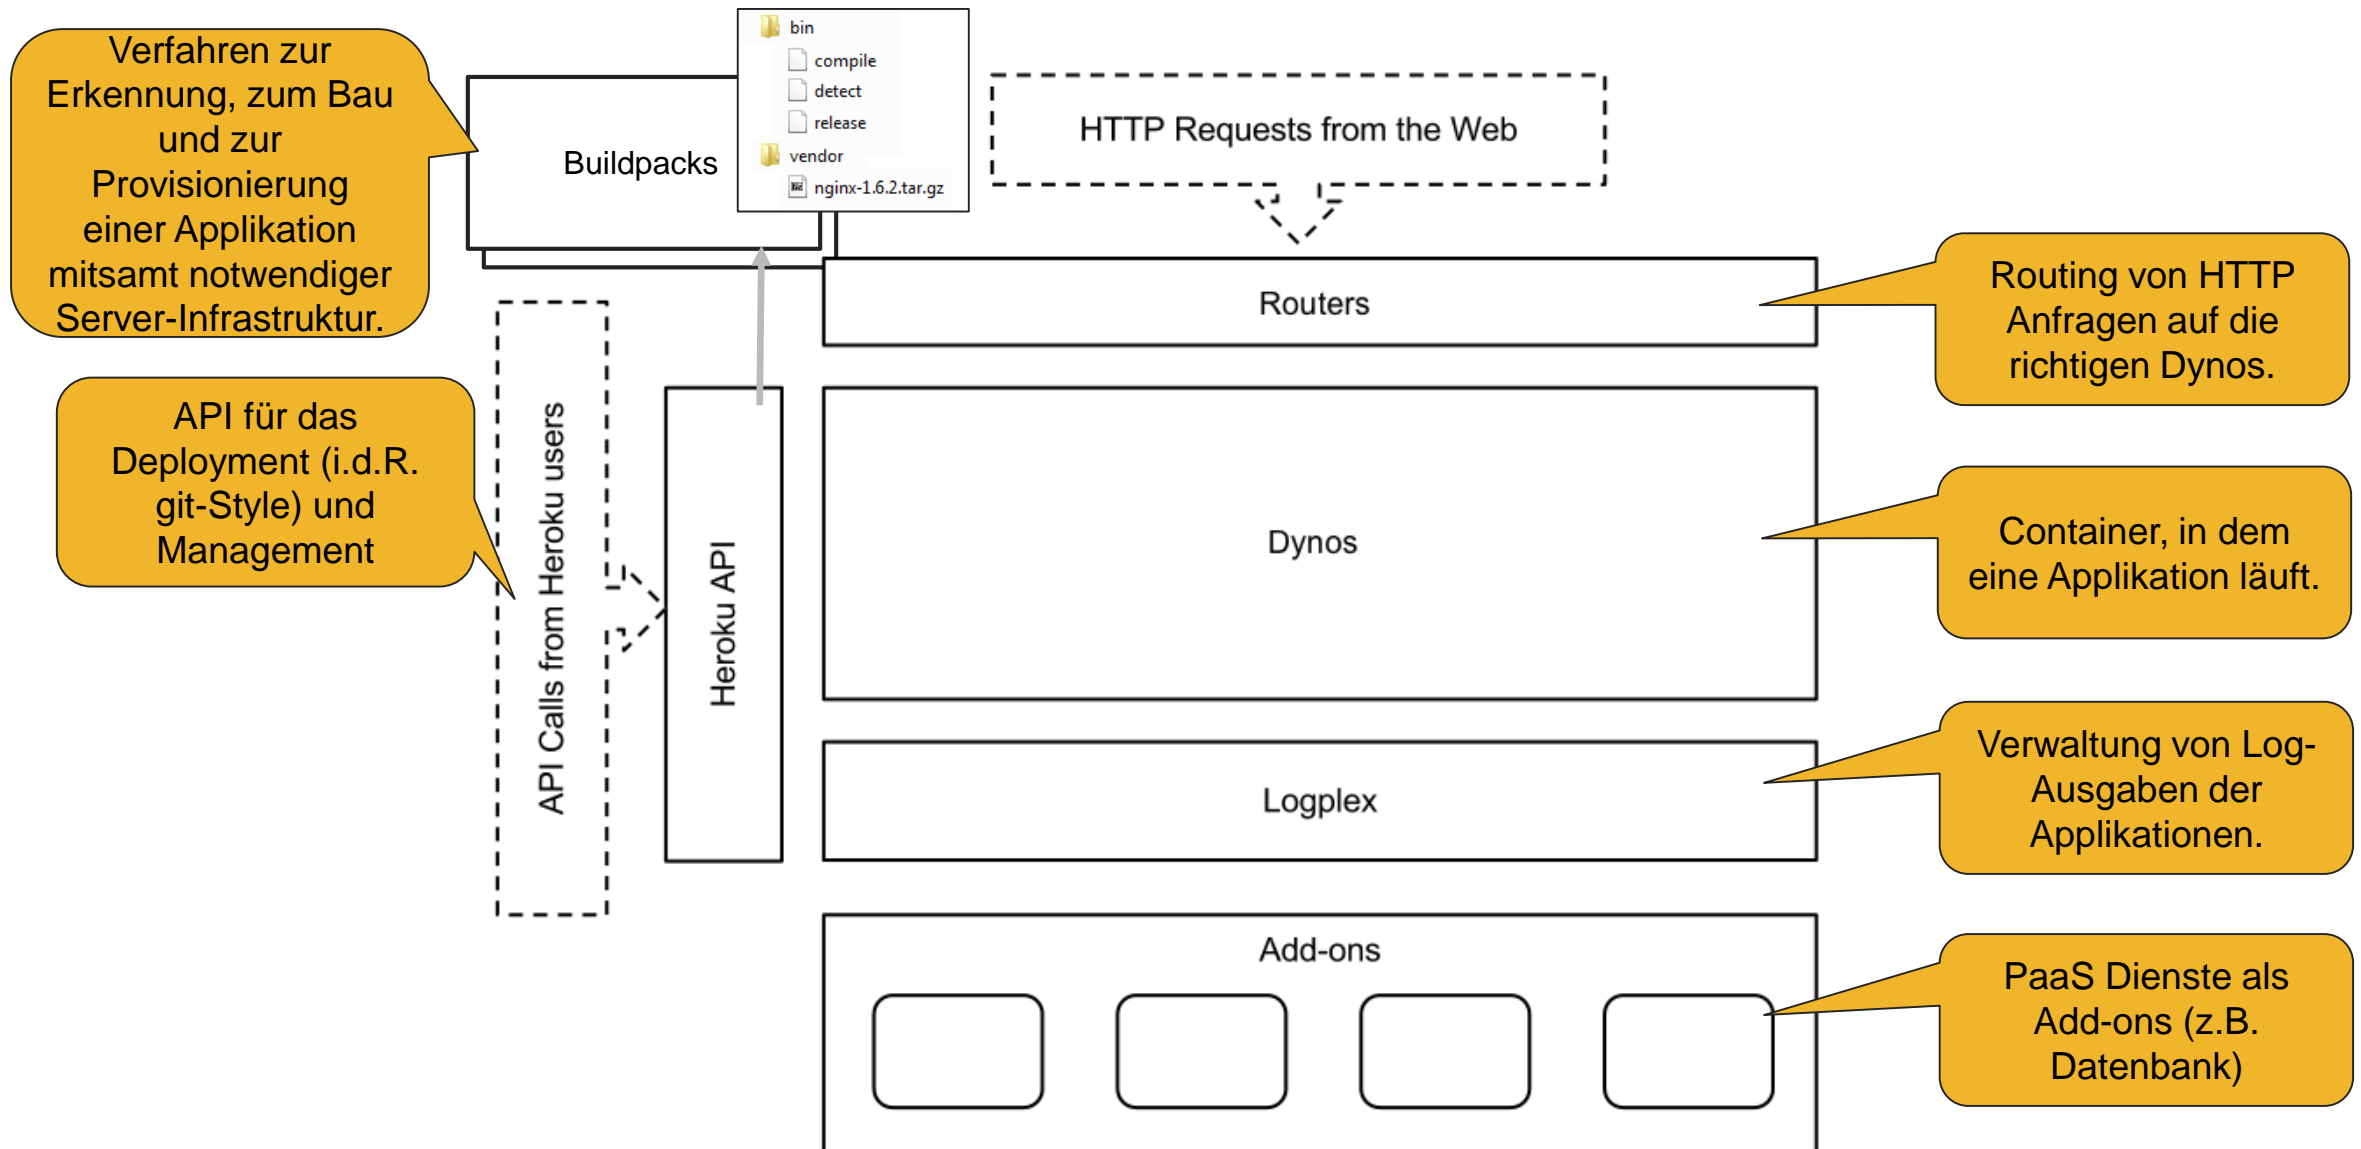 Verfahren zur
Erkennung, zum Bau
und zur
Provisionierung
einer Applikation
mitsamt notwendiger
Server-Infrastruktur.
Buildpacks
bin
compile
detect
release
vendor
nginx-1.6.2.tar.gz
HTTP Requests from the Web
Routers
Routing von HTTP
Anfragen auf die
richtigen Dynos.
API für das
Deployment (i.d.R.
git-Style) und
Management
API Calls from Heroku users
Heroku API
Dynos
Container, in dem
eine Applikation läuft.
Logplex
Verwaltung von Log-
Ausgaben der
Applikationen.
Add-ons
PaaS Dienste als
Add-ons (z.B.
Datenbank)